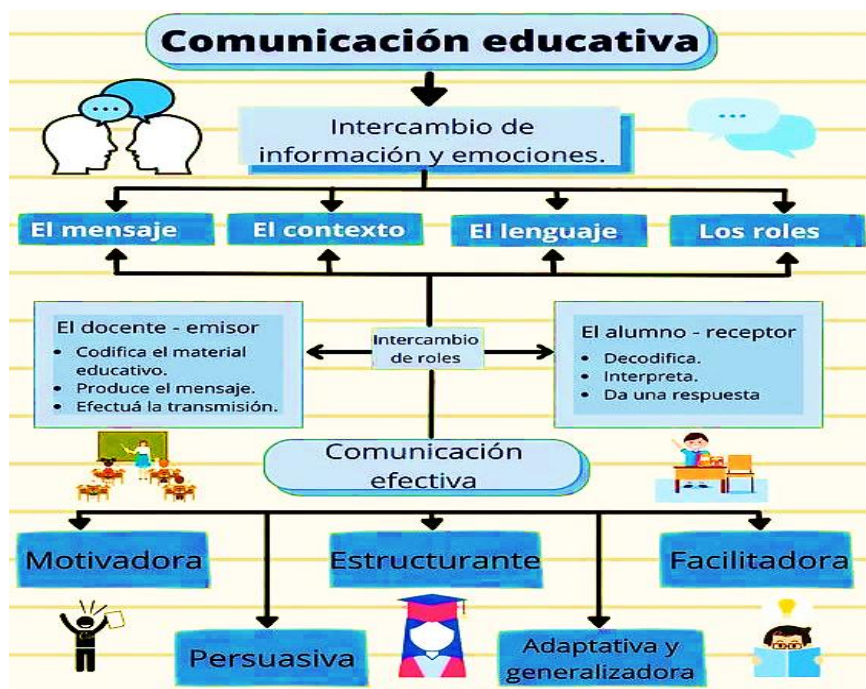 Comunicación educativa
Intercambio de
información y emociones.
El mensaje
El contexto
El lenguaje
Los roles
El docente - emisor
• Codifica el material
educativo.
• Produce el mensaje.
• Efectuá la transmisión.
Intercambio
de roles
El alumno - receptor
• Decodifica.
• Interpreta.
• Da una respuesta
Comunicación
efectiva
Motivadora
Estructurante
Facilitadora
Persuasiva
Adaptativa y
generalizadora